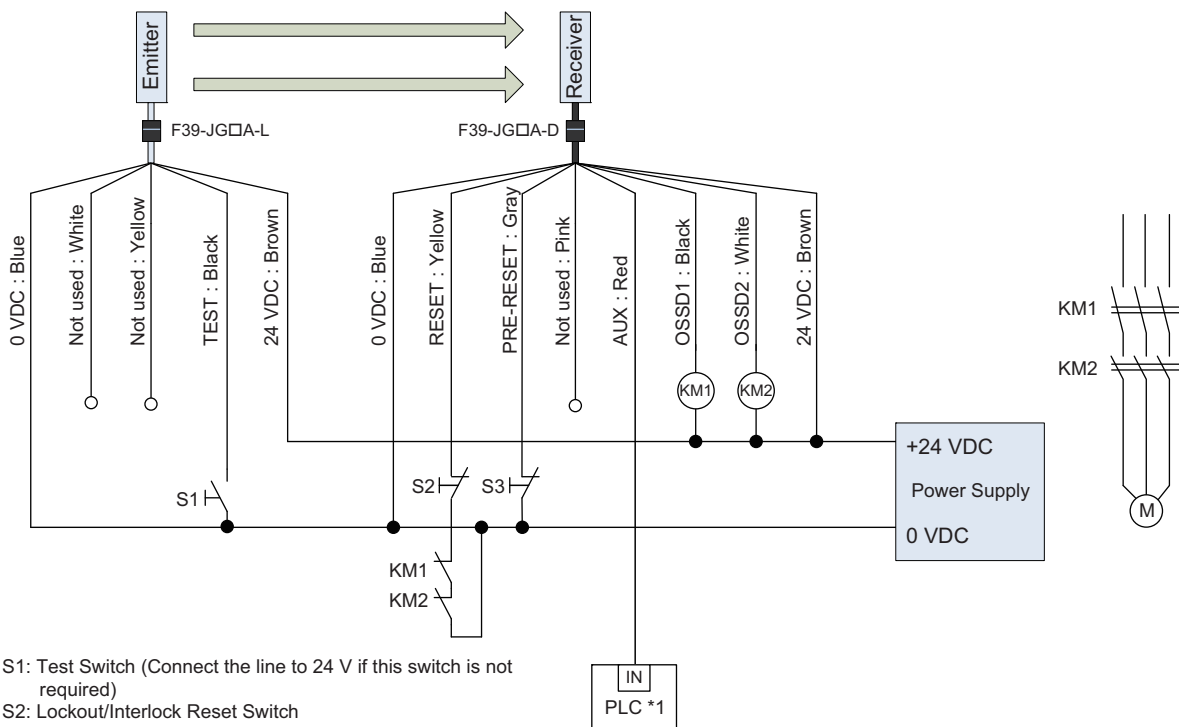 Emitter
Receiver
F39-JG□A-L
F39-JG□A-D
0 VDC : Blue
Not used : White
Not used : Yellow
TEST : Black
24 VDC : Brown
0 VDC : Blue
RESET : Yellow
PRE-RESET : Gray
Not used : Pink
AUX : Red
OSSD1 : Black
OSSD2 : White
24 VDC : Brown
KM1
KM2
KM1
KM2
M
+24 VDC
Power Supply
0 VDC
S1
S2
S3
KM1
KM2
IN
PLC *1
S1: Test Switch (Connect the line to 24 V if this switch is not
required)
S2: Lockout/Interlock Reset Switch